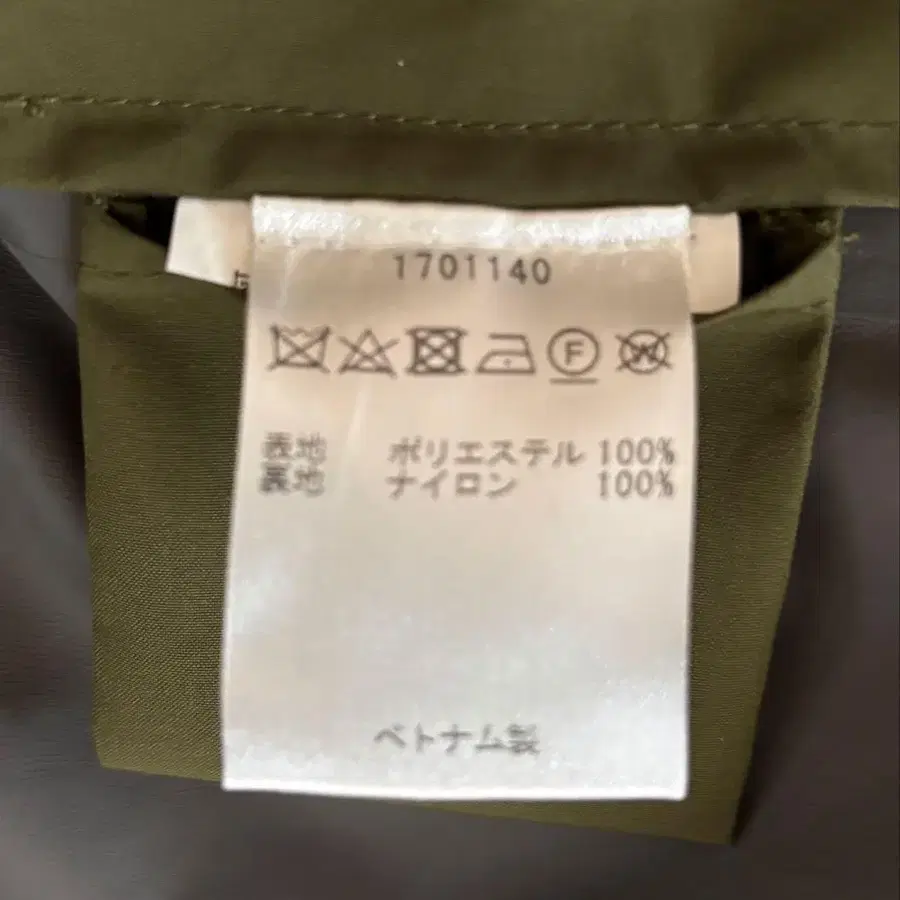 1701140
F W
表地 ポリエステル 100%
裏地 ナイロン 100%
ベトナム製